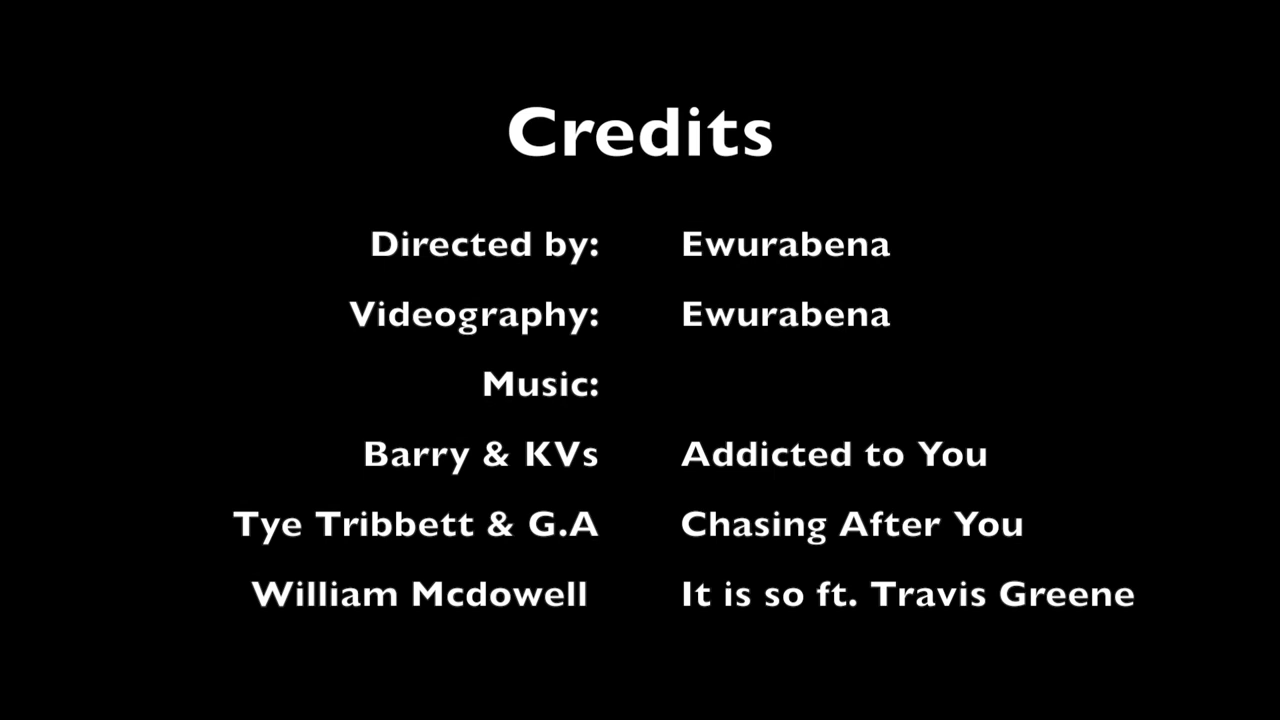 Credits
Directed by: Ewurabena
Videography: Ewurabena
Music:
Barry & KVs Addicted to You
Tye Tribbett & G.A Chasing After You
William Mcdowell It is so ft. Travis Greene